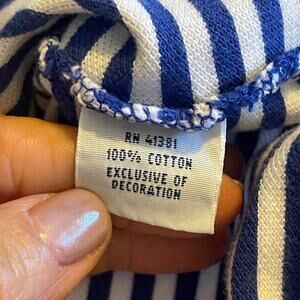 RN 41381
100% COTTON
EXCLUSIVE OF
DECORATION